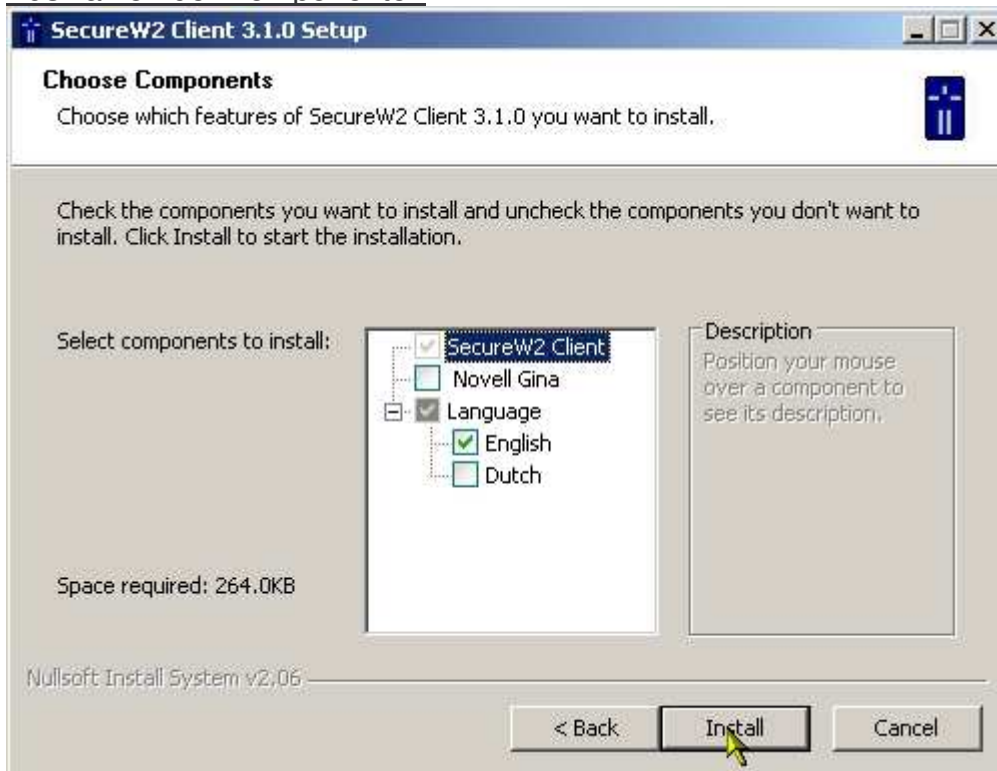 SecureW2 Client 3.1.0 Setup
Choose Components
Choose which features of SecureW2 Client 3.1.0 you want to install.
Check the components you want to install and uncheck the components you don't want to
install. Click Install to start the installation.
Select components to install:
SecureW2 Client
Novell Gina
Language
English
Dutch
Description
Position your mouse
over a component to
see its description.
Space required: 264.0KB
Nullsoft Install System v2.06
< Back
Install
Cancel